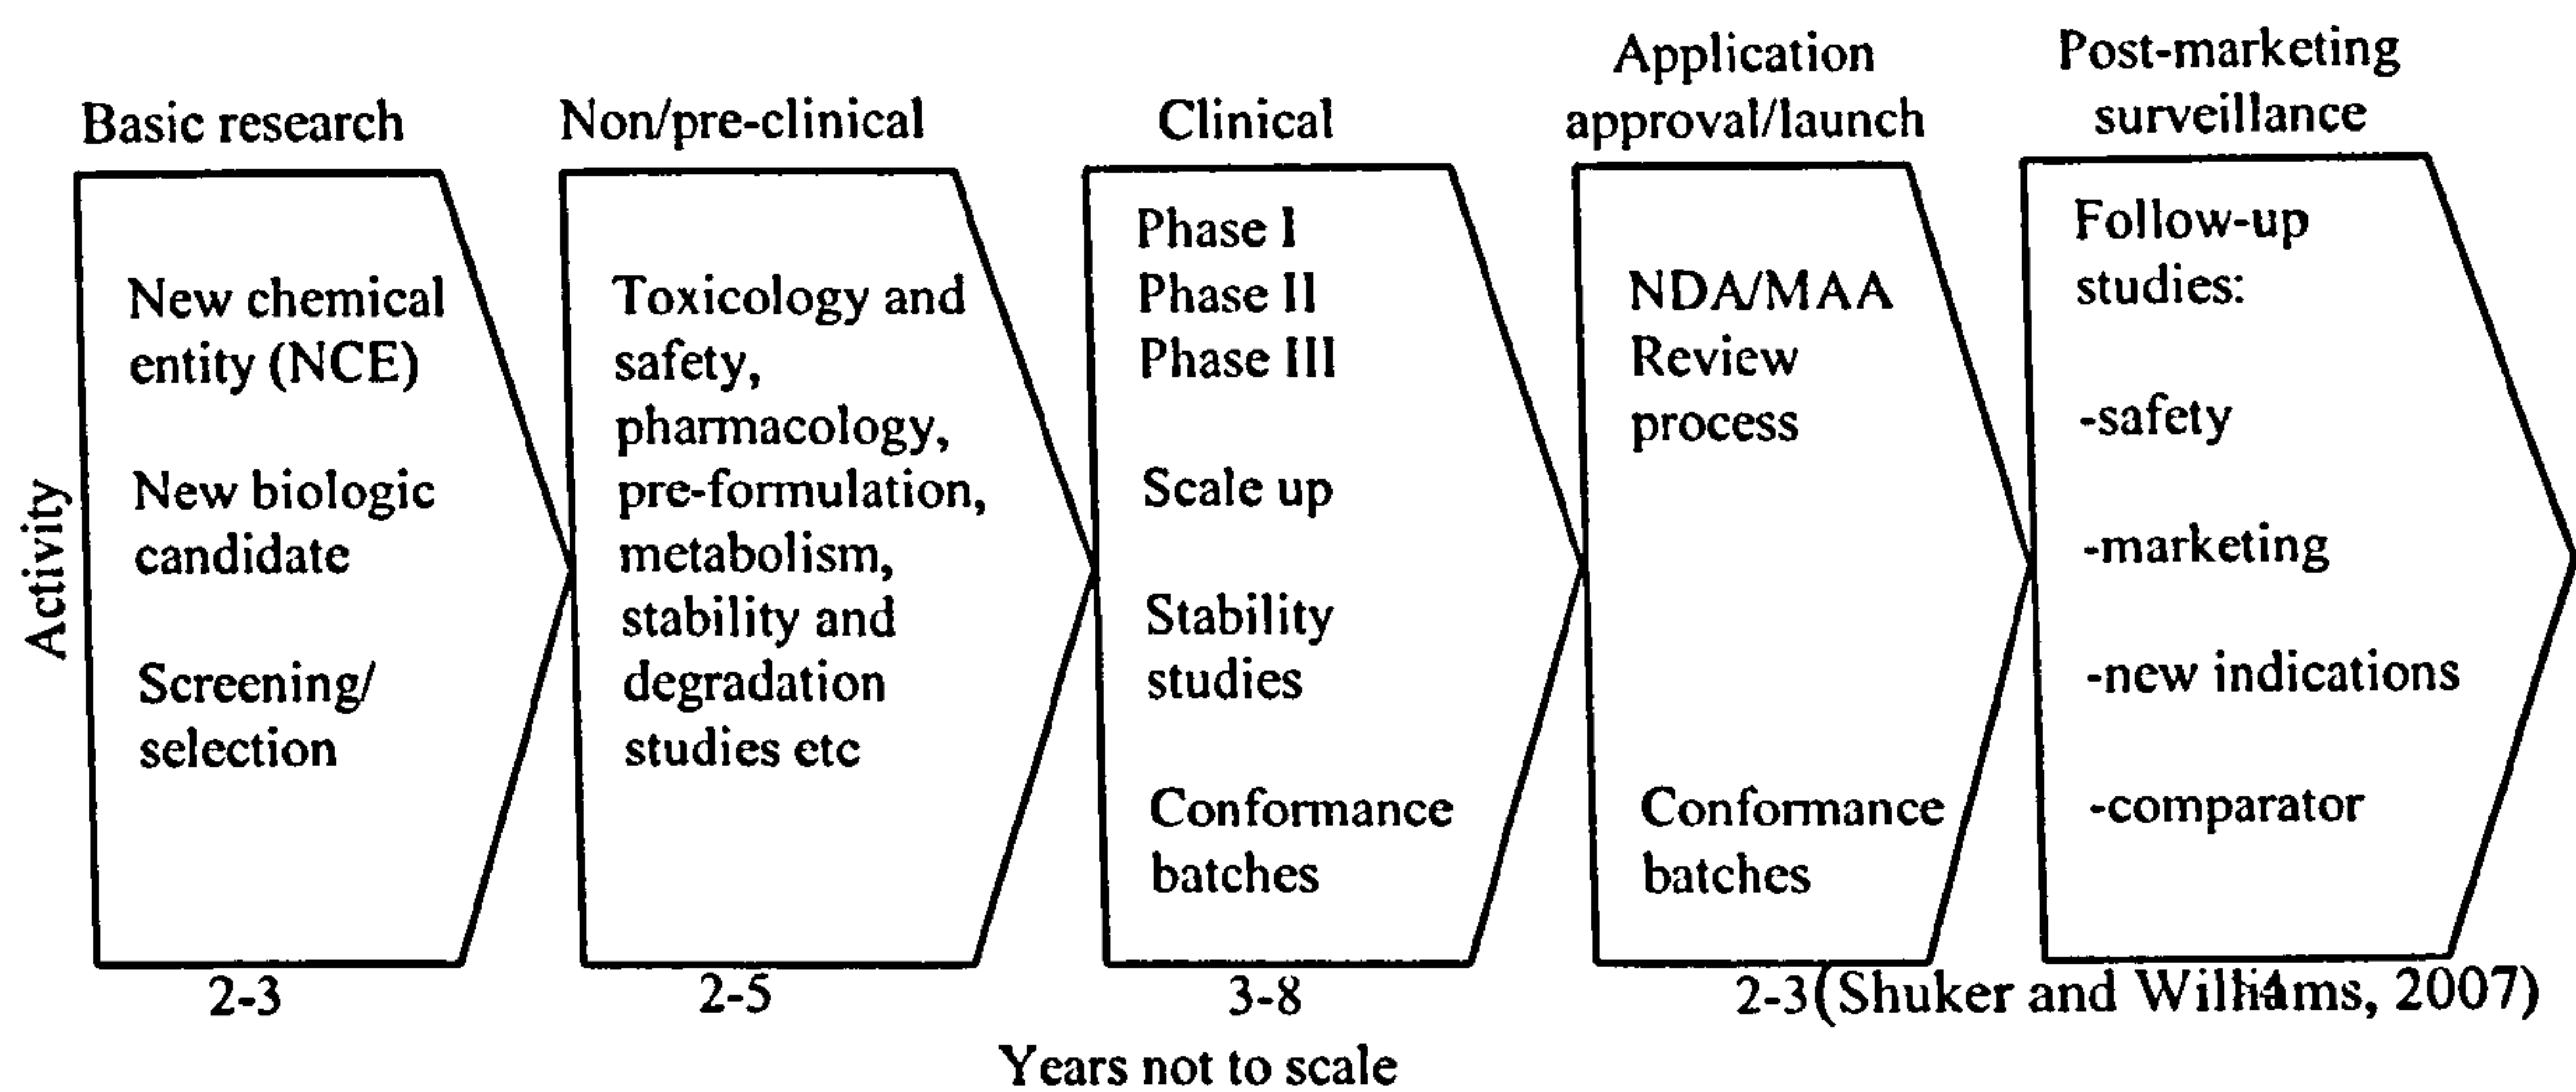 Basic research
Non/pre-clinical
Clinical
Application
approval/launch
Post-marketing
surveillance
Activity
New chemical
entity (NCE)
New biologic
candidate
Screening/
selection
Toxicology and
safety,
pharmacology,
pre-formulation,
metabolism,
stability and
degradation
studies etc
Phase I
Phase II
Phase III
Scale up
Stability
studies
Conformance
batches
NDA/MAA
Review
process
Conformance
batches
Follow-up
studies:
-safety
-marketing
-new indications
-comparator
2-3
2-5
3-8
2-3
(Shuker and Williams, 2007)
Years not to scale